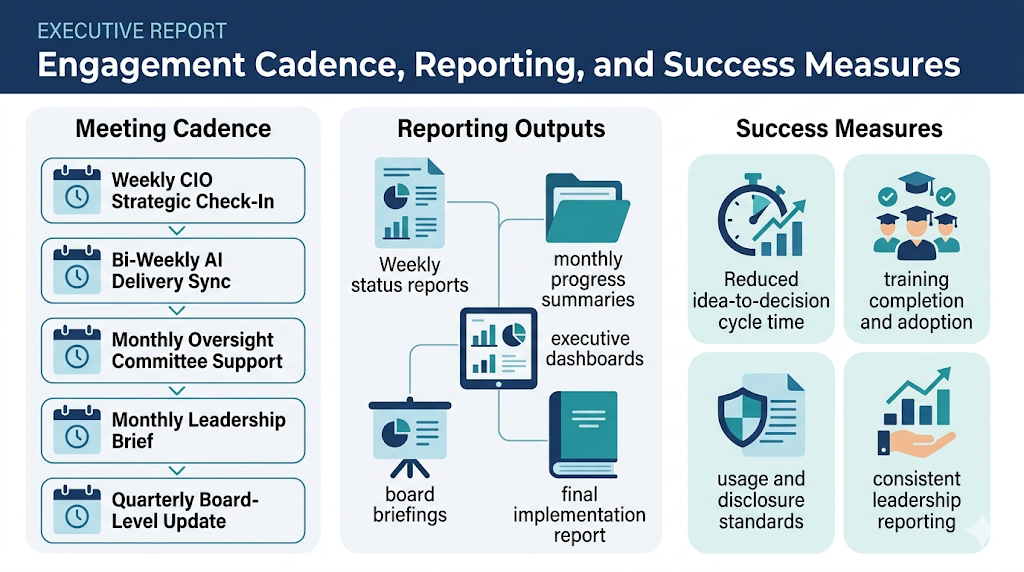 EXECUTIVE REPORT
Engagement Cadence, Reporting, and Success Measures
Meeting Cadence
Weekly CIO
Strategic Check-In
Bi-Weekly AI
Delivery Sync
Monthly Oversight
Committee Support
Monthly Leadership
Brief
Quarterly Board-
Level Update
Reporting Outputs
Weekly
status reports
monthly
progress
summaries
executive
dashboards
board
briefings
final
implementation
report
Success Measures
Reduced
idea-to-decision
cycle time
training
completion
and adoption
usage and
disclosure
standards
consistent
leadership
reporting